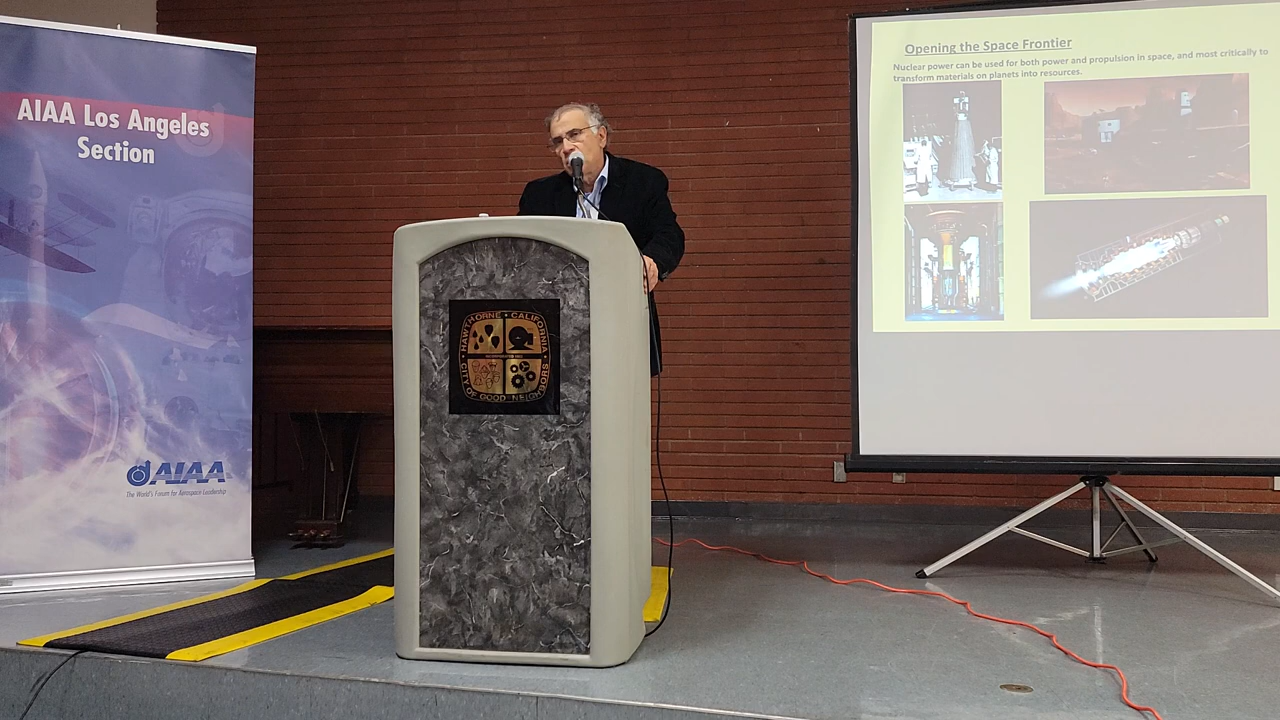 AIAA Los Angeles
Section
AIAA
The World's Forum for Aerospace Leadership
HAWTHORNE • CALIFORNIA
INCORPORATED 1922
CITY OF GOOD NEIGHBORS
Opening the Space Frontier
Nuclear power can be used for both power and propulsion in space, and most critically to
transform materials on planets into resources.